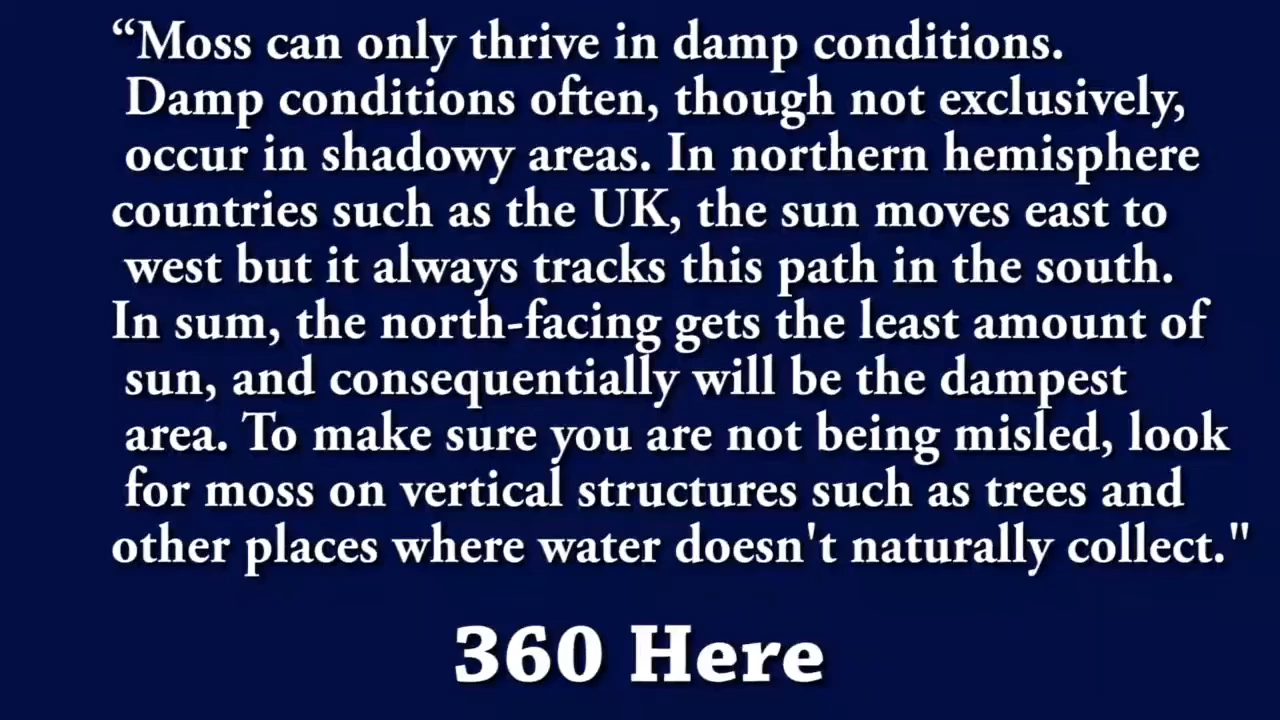 “Moss can only thrive in damp conditions.
Damp conditions often, though not exclusively,
occur in shadowy areas. In northern hemisphere
countries such as the UK, the sun moves east to
west but it always tracks this path in the south.
In sum, the north-facing gets the least amount of
sun, and consequentially will be the dampest
area. To make sure you are not being misled, look
for moss on vertical structures such as trees and
other places where water doesn't naturally collect."
360 Here